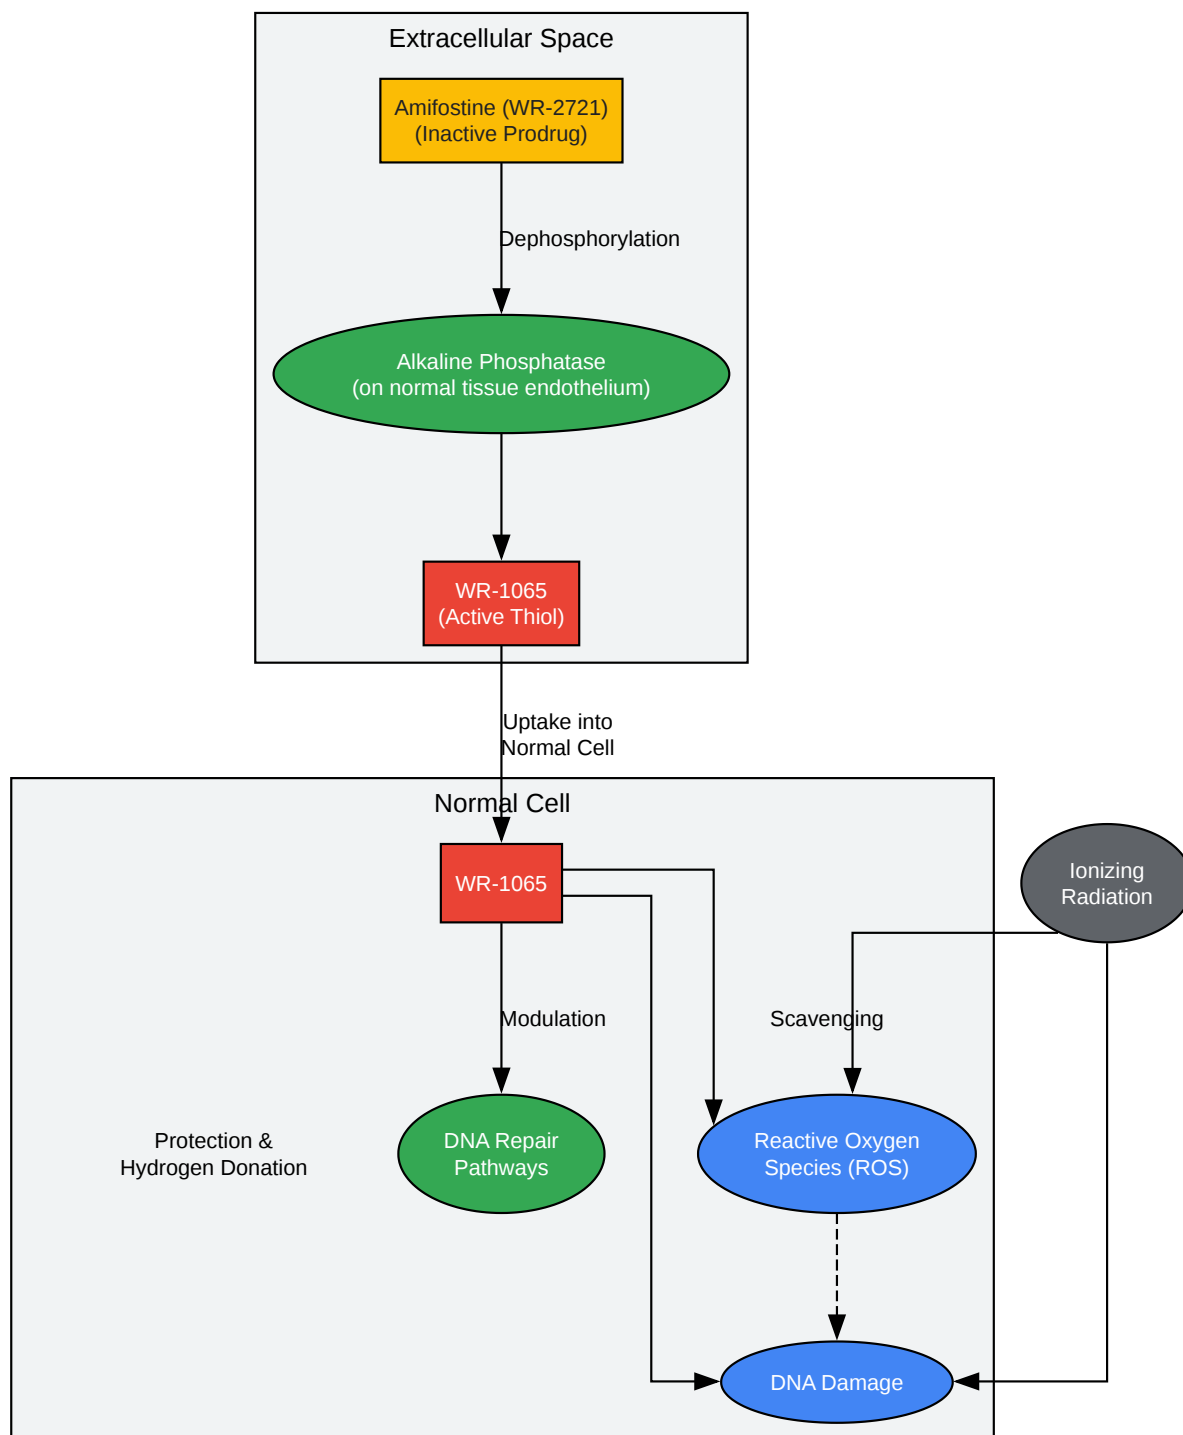 Extracellular Space
Amifostine (WR-2721)
(Inactive Prodrug)
Dephosphorylation
Alkaline Phosphatase
(on normal tissue endothelium)
WR-1065
(Active Thiol)
Uptake into
Normal Cell
Normal Cell
WR-1065
Ionizing
Radiation
Modulation
Scavenging
Protection &
Hydrogen Donation
DNA Repair
Pathways
Reactive Oxygen
Species (ROS)
DNA Damage